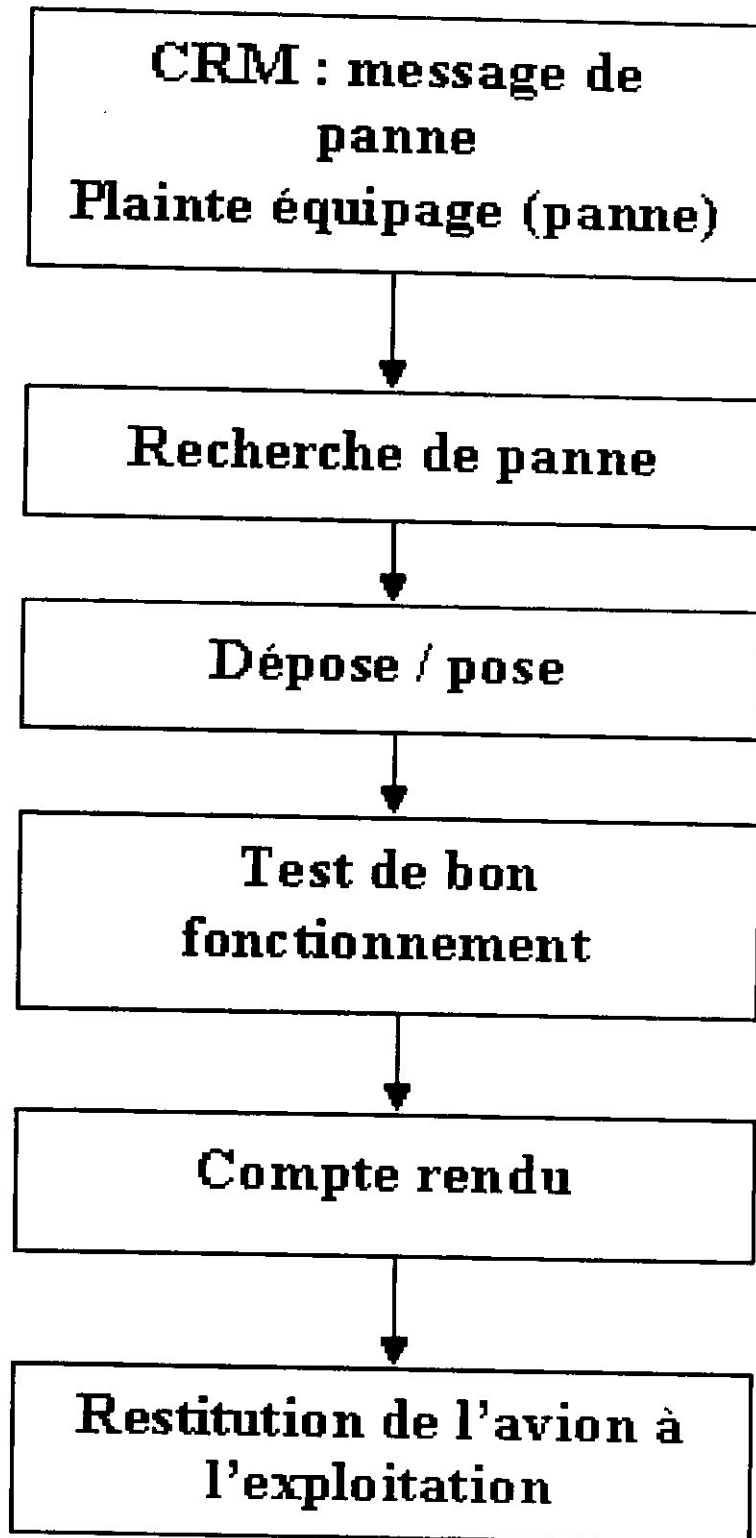 CRM : message de
panne
Plainte équipage (panne)
Recherche de panne
Dépose / pose
Test de bon
fonctionnement
Compte rendu
Restitution de l'avion à
l'exploitation